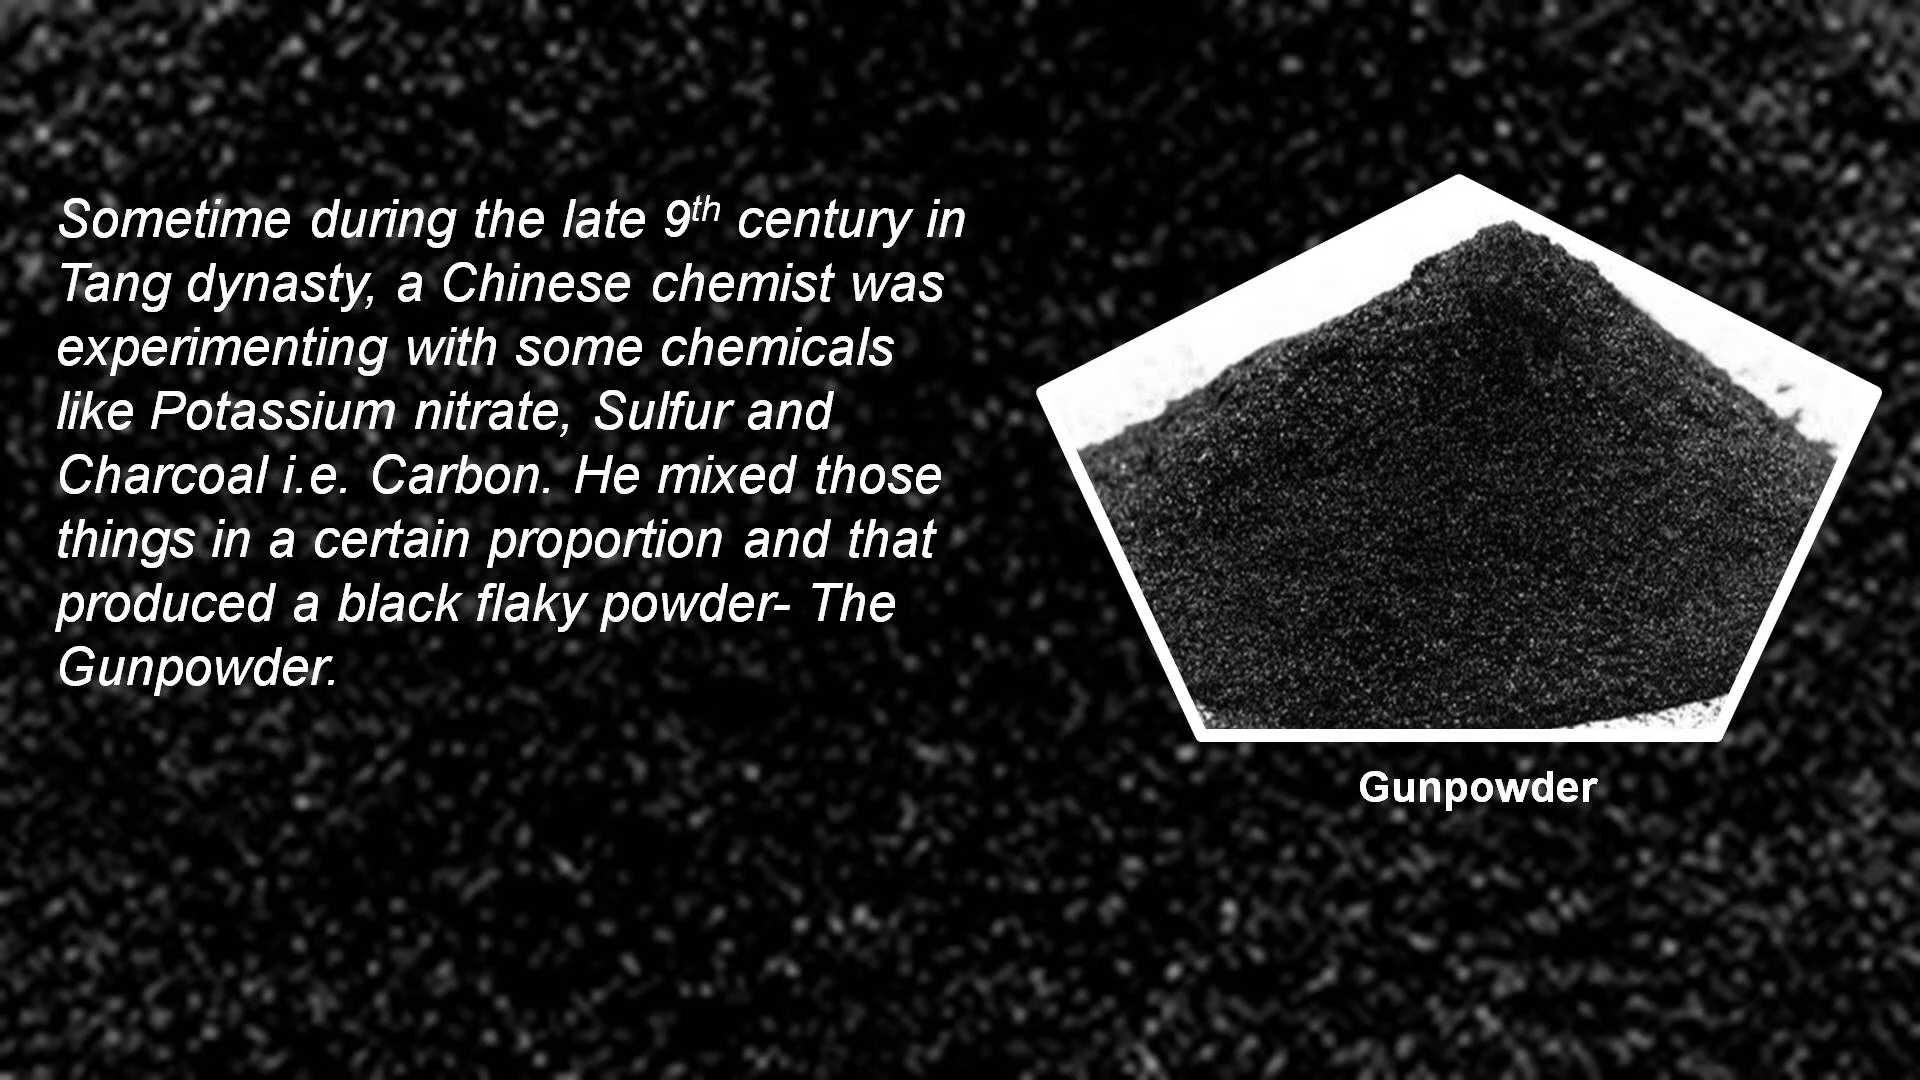 Sometime during the late 9th century in
Tang dynasty, a Chinese chemist was
experimenting with some chemicals
like Potassium nitrate, Sulfur and
Charcoal i.e. Carbon. He mixed those
things in a certain proportion and that
produced a black flaky powder- The
Gunpowder.
Gunpowder